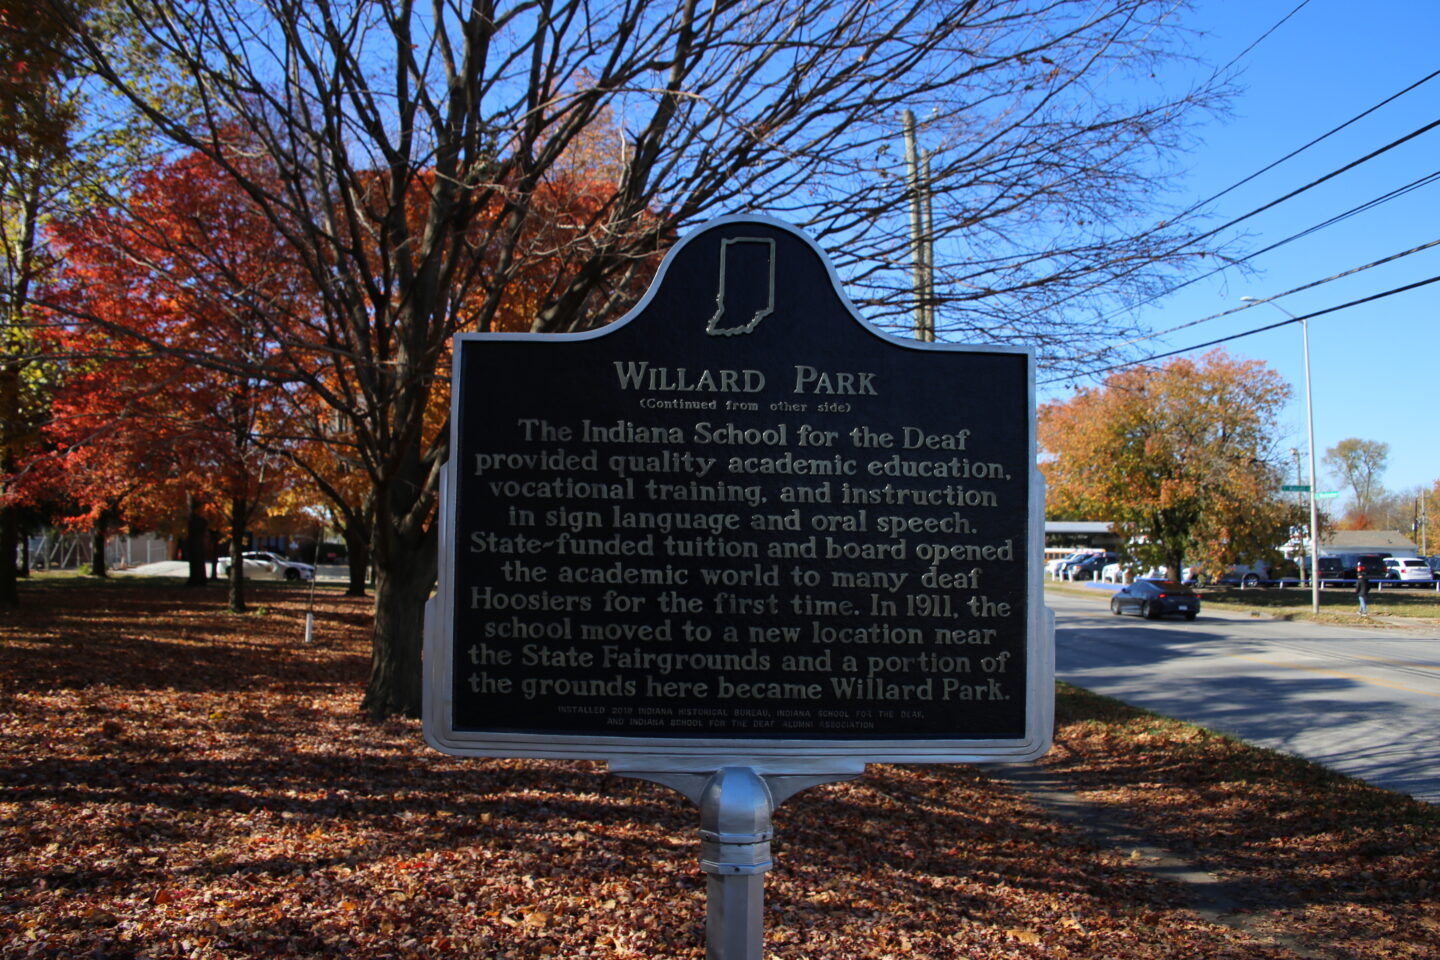 WILLARD PARK
(Continued from other side)
The Indiana School for the Deaf
provided quality academic education,
vocational training, and instruction
in sign language and oral speech.
State-funded tuition and board opened
the academic world to many deaf
Hoosiers for the first time. In 1911, the
school moved to a new location near
the State Fairgrounds and a portion of
the grounds here became Willard Park.
INSTALLED 2018 INDIANA HISTORICAL BUREAU, INDIANA SCHOOL FOR THE DEAF,
AND INDIANA SCHOOL FOR THE DEAF ALUMNI ASSOCIATION